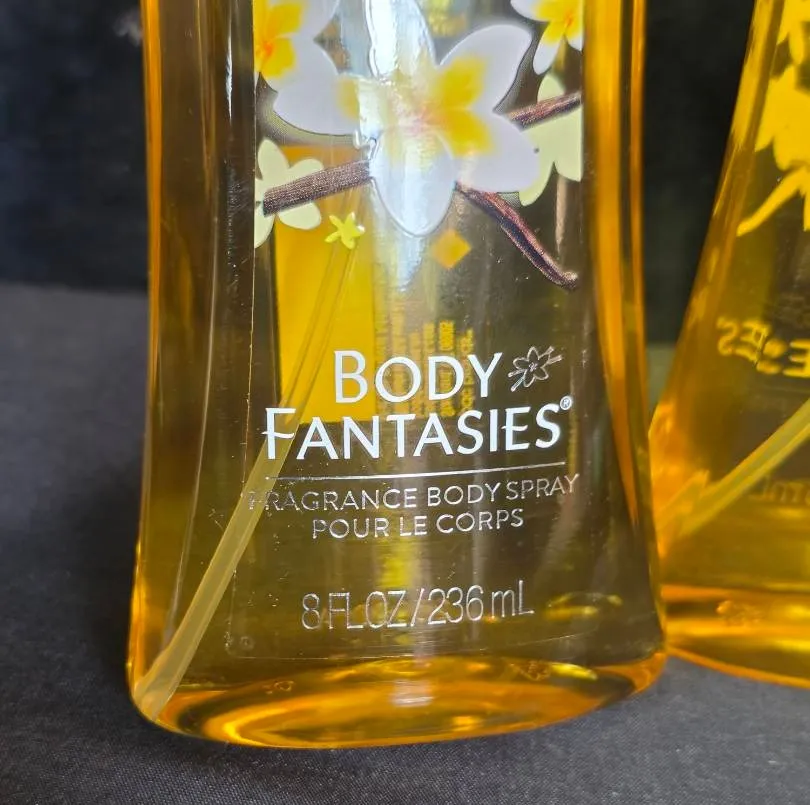 BODY
FANTASIES®
FRAGRANCE BODY SPRAY
POUR LE CORPS
8 FL.OZ/236 mL